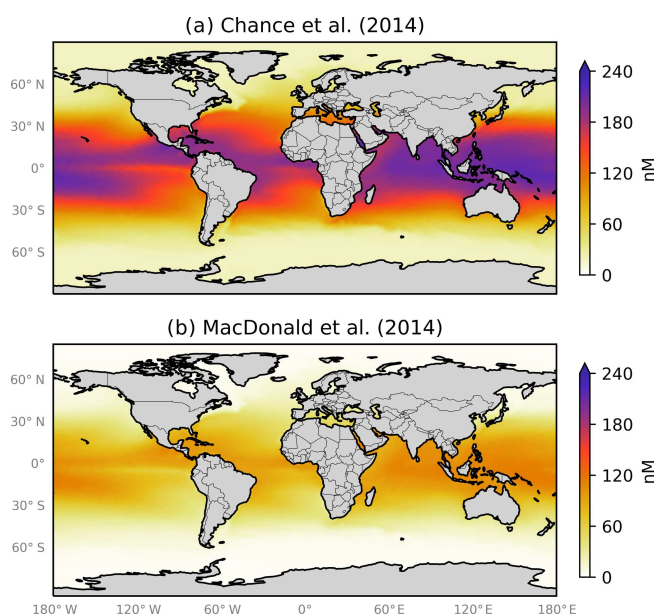 (a) Chance et al. (2014)
60° N
30° N
0°
30° S
60° S
240
180
120
60
0
nM
(b) MacDonald et al. (2014)
60° N
30° N
0°
30° S
60° S
240
180
120
60
0
nM
180° W 120° W 60° W 0° 60° E 120° E 180° E